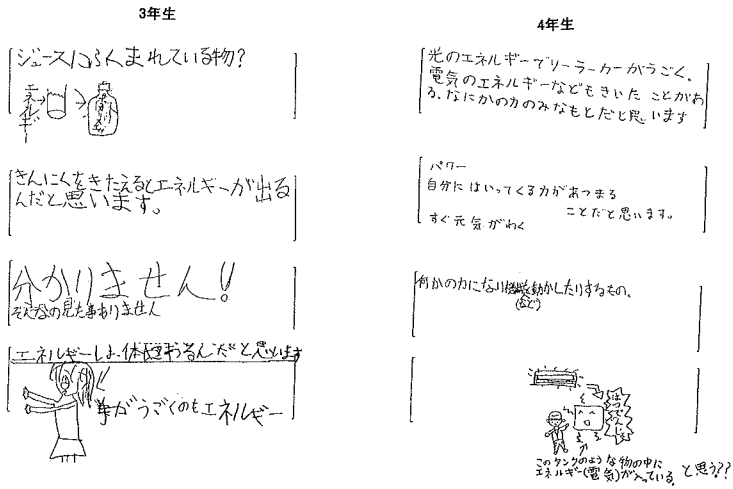 3年生
ジュースにふくまれている物?
エネルギー
きんにくをきたえるとエネルギーが出る
んだと思います。
分かりません!!
そんなの見た事ありません
エネルギーは、体をまうるんだと思います
手がうごくのもエネルギー
4年生
光のエネルギーでソーラーカーがうごく。
電気のエネルギーなどもきいたことがあ
る。なにかの力のみなもとだと思います
パワー
自分にはいってくる力があつまる
ことだと思います。
すぐ元気がわく
何かの力になり機械を動かしたりするもの。
(など)
このタンクのような物の中に
エネルギー(電気)が入っている。と思う??